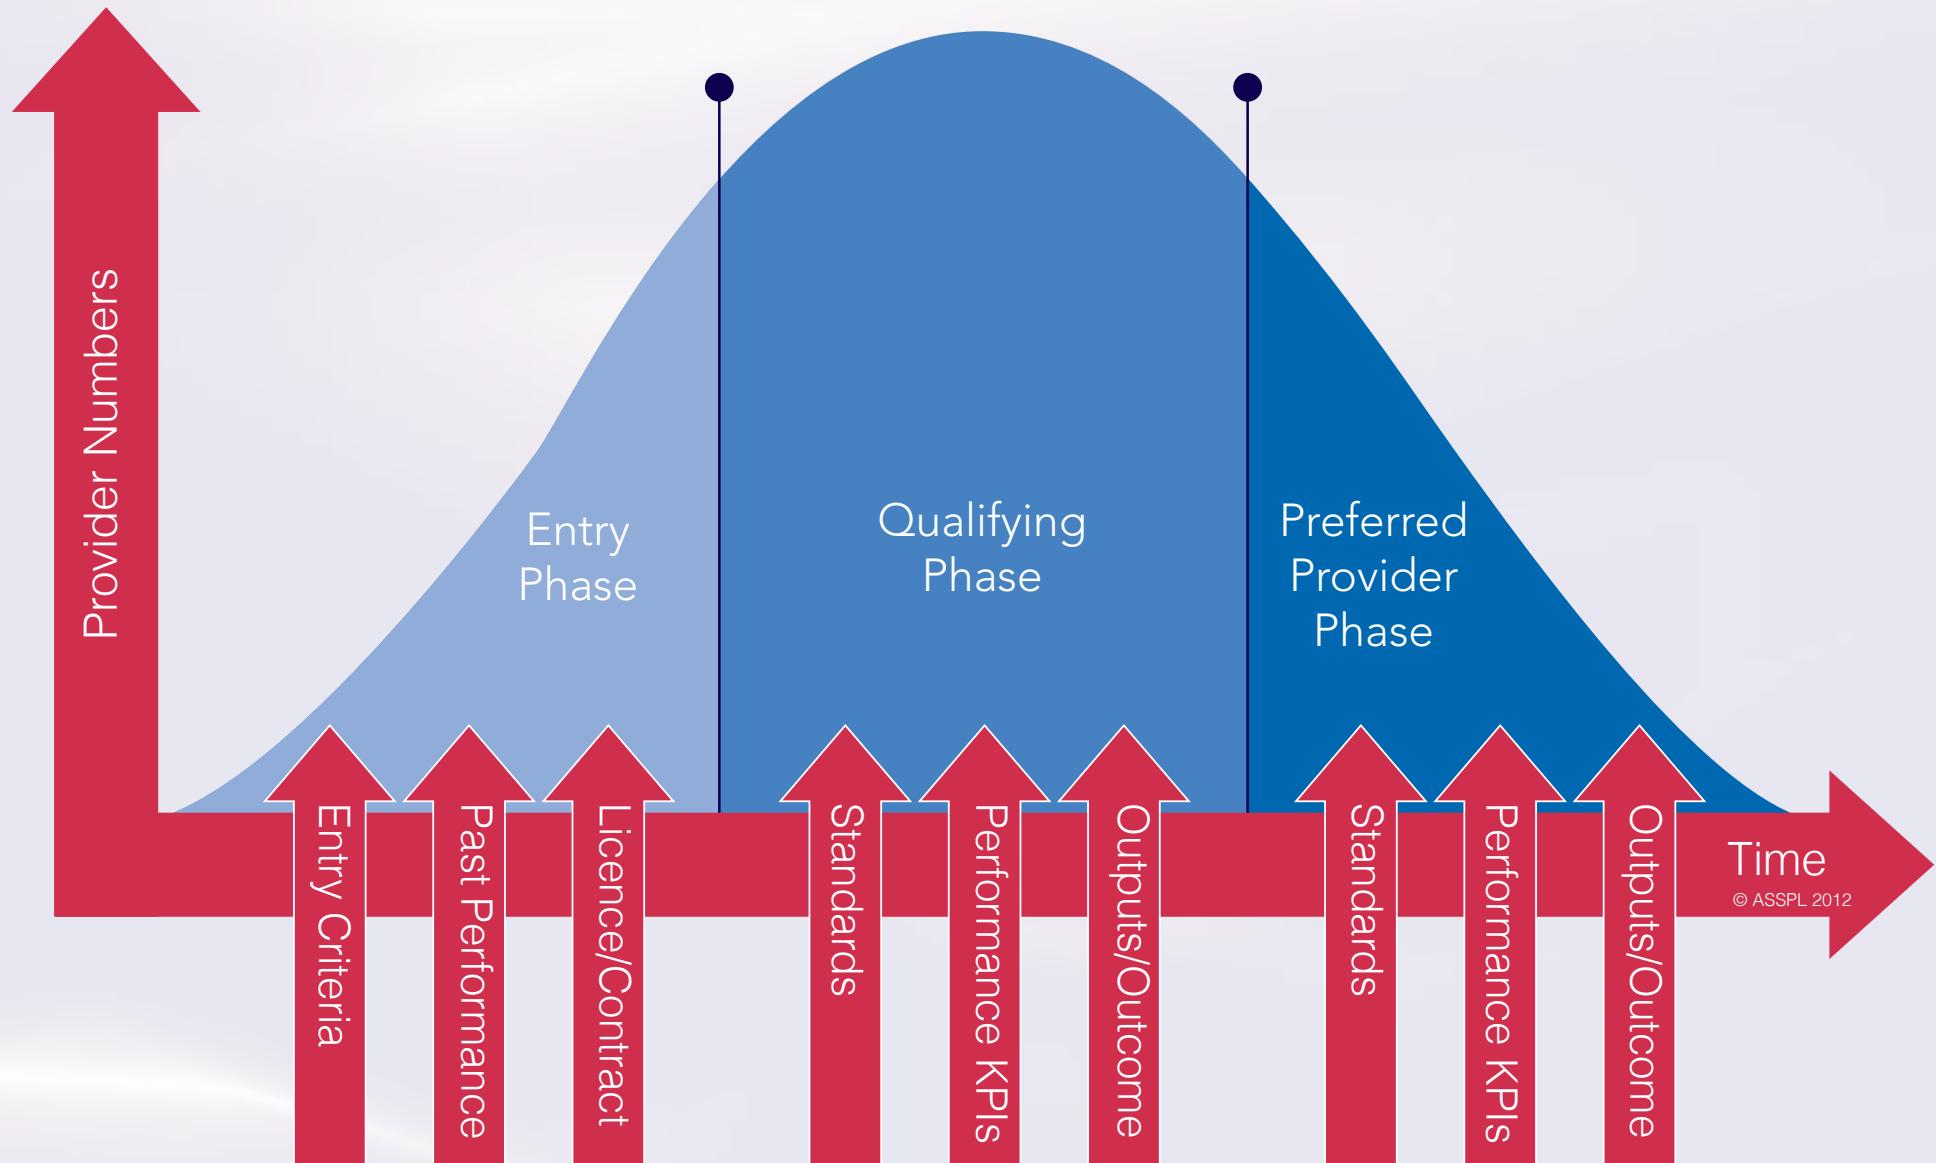 Provider Numbers
Entry
Phase
Qualifying
Phase
Preferred
Provider
Phase
Entry Criteria
Past Performance
Licence/Contract
Standards
Performance KPIs
Outputs/Outcome
Standards
Performance KPIs
Outputs/Outcome
Time
© ASSPL 2012